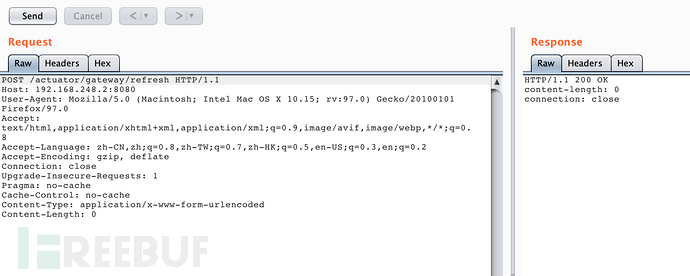 Send Cancel < > 
Request
Raw Headers Hex
POST /actuator/gateway/refresh HTTP/1.1
Host: 192.168.248.2:8080
User-Agent: Mozilla/5.0 (Macintosh; Intel Mac OS X 10.15; rv:97.0) Gecko/20100101
Firefox/97.0
Accept:
text/html,application/xhtml+xml,application/xml;q=0.9,image/avif,image/webp,*/*;q=0.
8
Accept-Language: zh-CN,zh;q=0.8,zh-TW;q=0.7,zh-HK;q=0.5,en-US;q=0.3,en;q=0.2
Accept-Encoding: gzip, deflate
Connection: close
Upgrade-Insecure-Requests: 1
Pragma: no-cache
Cache-Control: no-cache
Content-Type: application/x-www-form-urlencoded
Content-Length: 0
FREEBUF
Response
Raw Headers Hex
HTTP/1.1 200 OK
content-length: 0
connection: close